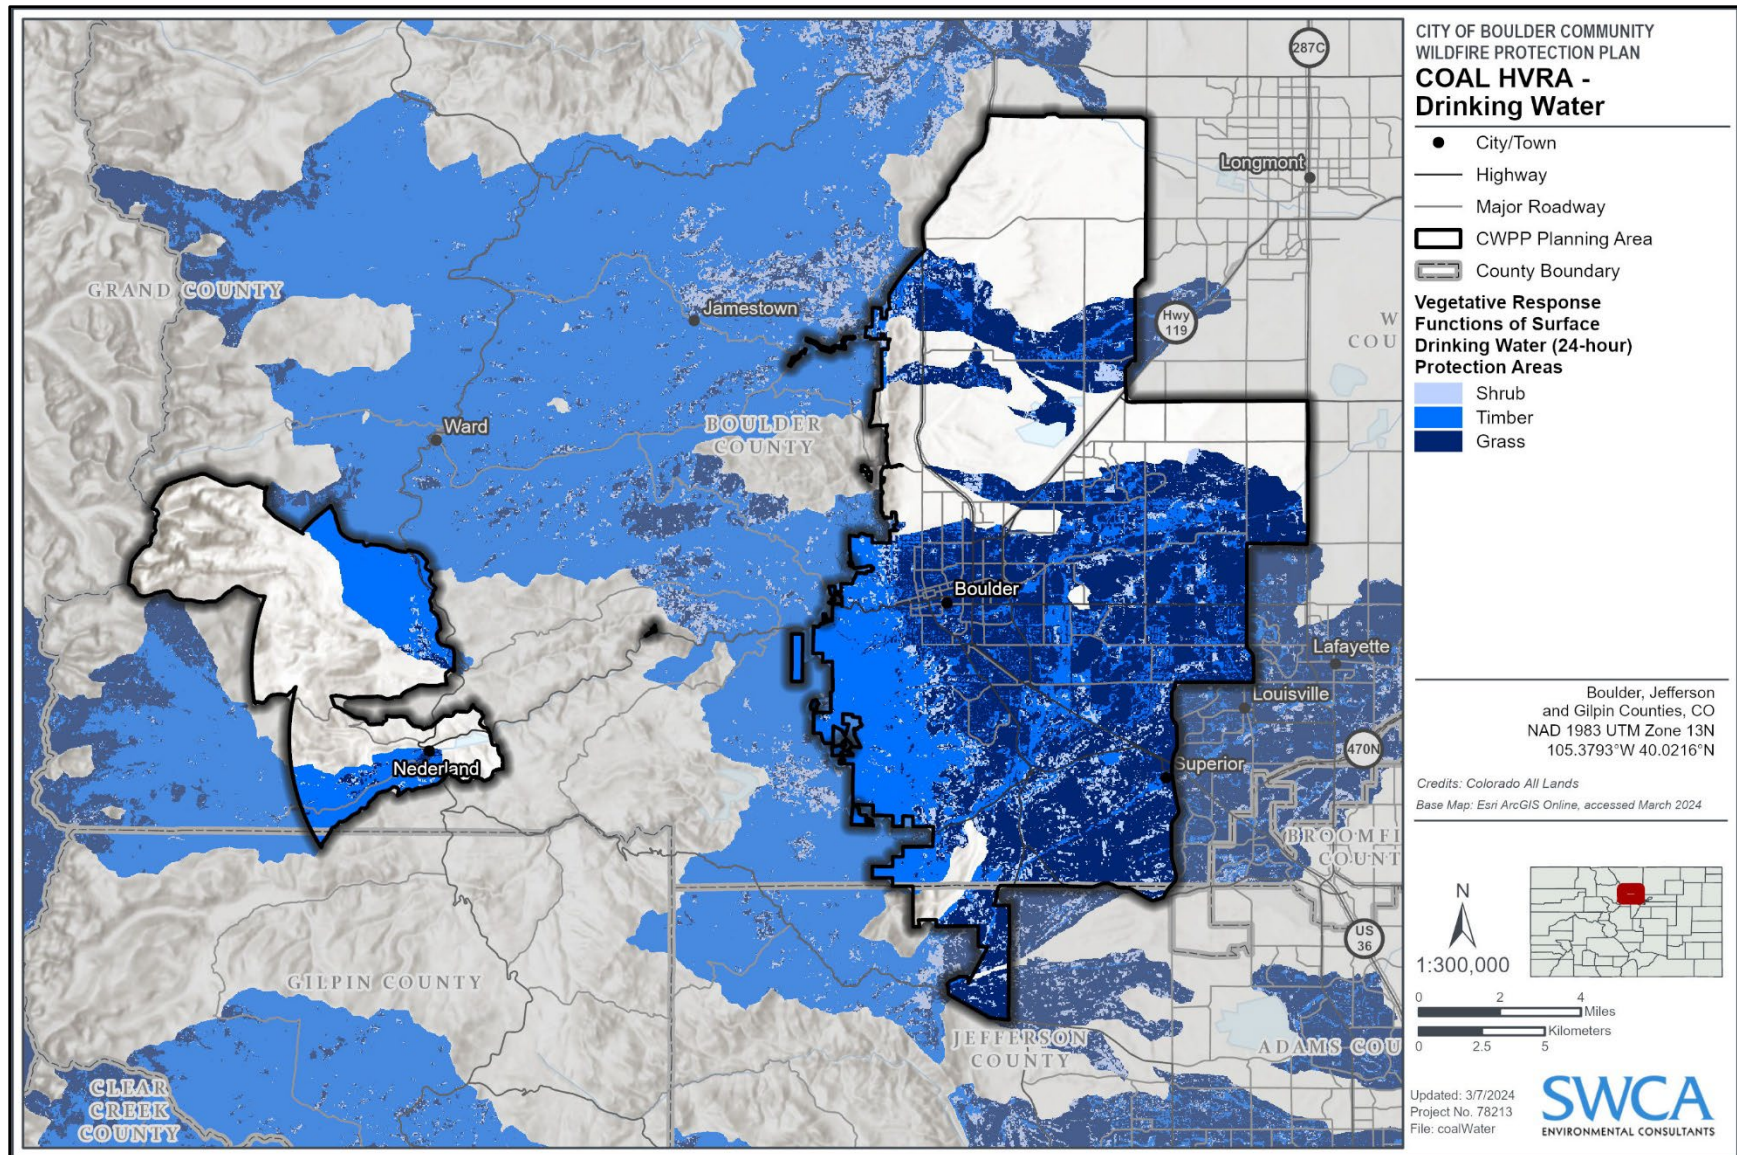 CITY OF BOULDER COMMUNITY
WILDFIRE PROTECTION PLAN
COAL HVRA -
Drinking Water
City/Town
Highway
Major Roadway
CWPP Planning Area
County Boundary
Vegetative Response
Functions of Surface
Drinking Water (24-hour)
Protection Areas
Shrub
Timber
Grass
Boulder, Jefferson
and Gilpin Counties, CO
NAD 1983 UTM Zone 13N
105.3793°W 40.0216°N
Credits: Colorado All Lands
Base Map: Esri ArcGIS Online, accessed March 2024
N
1:300,000
0 2 4
Miles
Kilometers
0 2.5 5
Updated: 3/7/2024
Project No. 78213
File: coalWater
SWCA
ENVIRONMENTAL CONSULTANTS
287C
Longmont
GRAND COUNTY
Jamestown
Hwy
119
W
COU
Ward
BOULDER
COUNTY
Boulder
Lafayette
Louisville
470N
Nederland
Superior
BROOMFI
COUNT
US
36
GILPIN COUNTY
JEFFERSON
COUNTY
ADAMS COU
CLEAR
CREEK
COUNTY